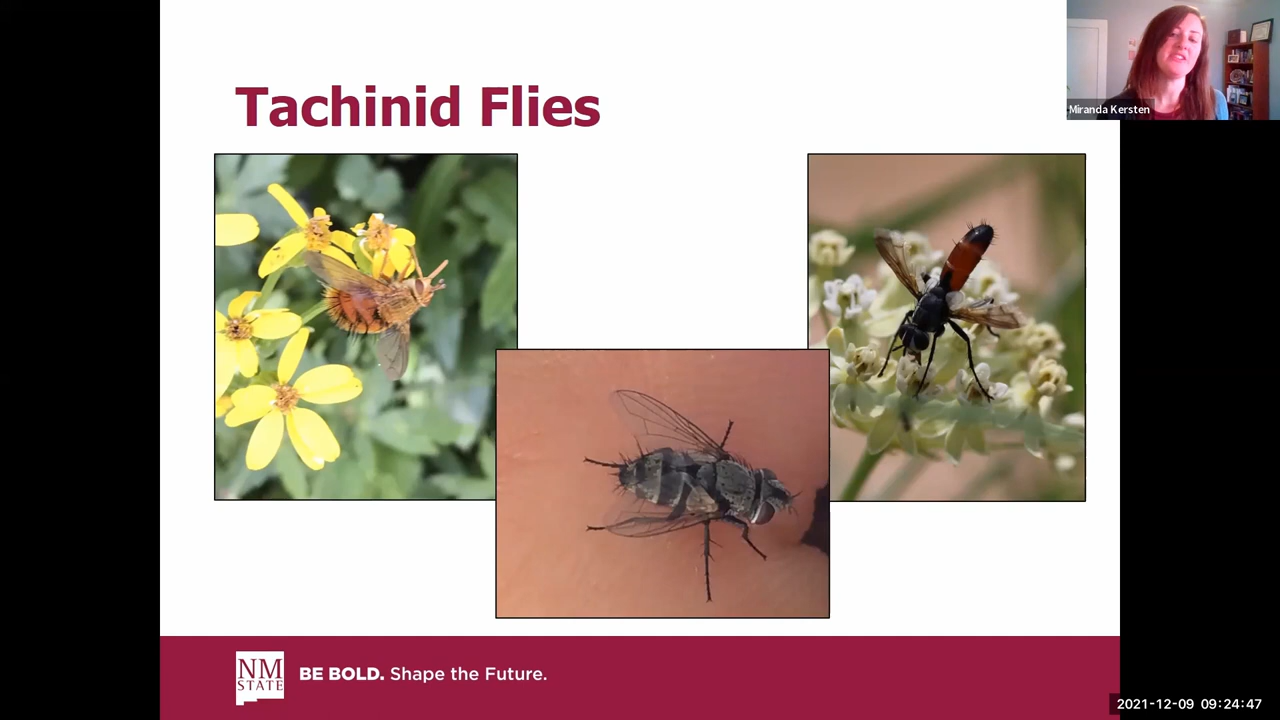 Tachinid Flies
Miranda Kersten
NM
STATE
BE BOLD. Shape the Future.
2021-12-09 09:24:47